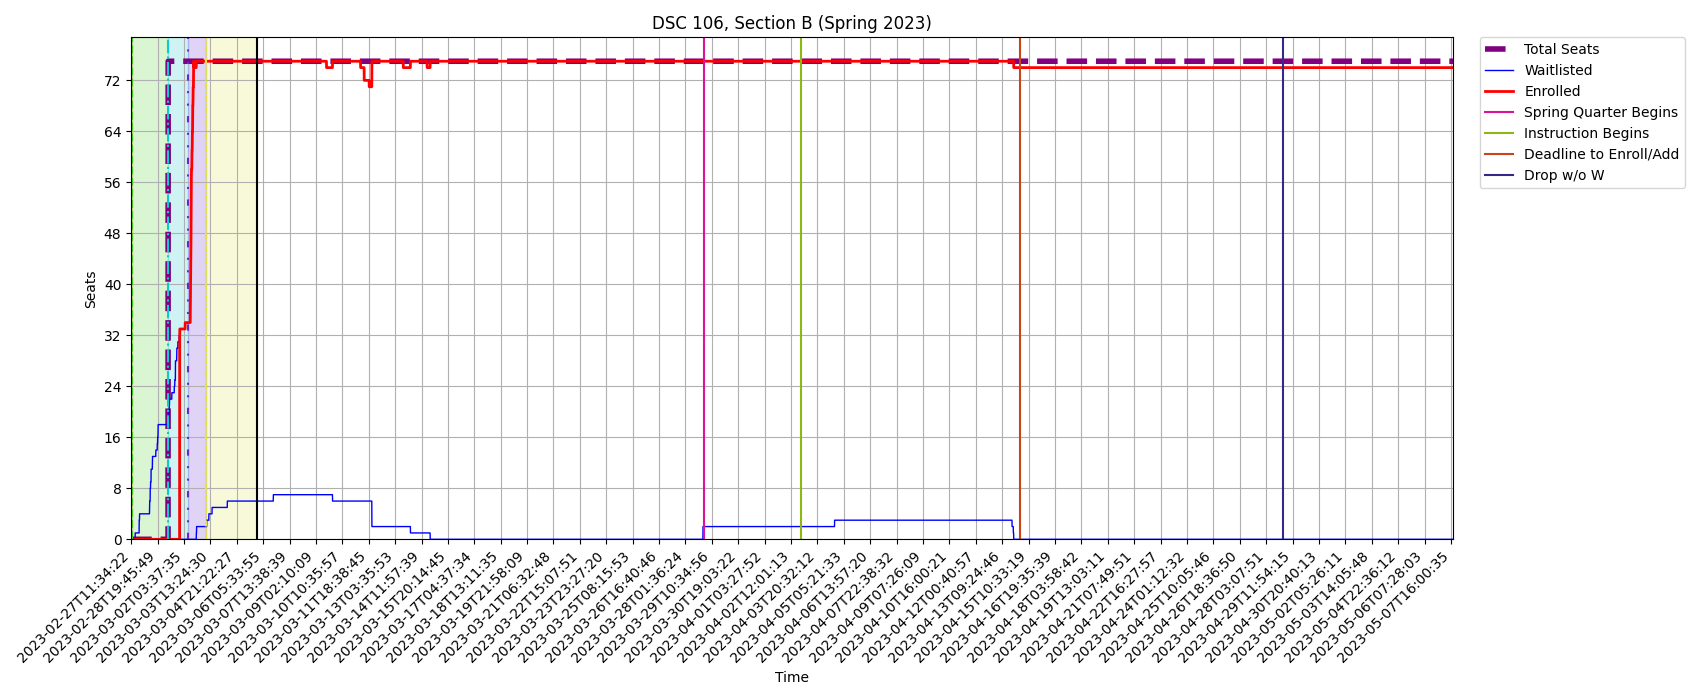 DSC 106, Section B (Spring 2023)
Total Seats
Waitlisted
Enrolled
Spring Quarter Begins
Instruction Begins
Deadline to Enroll/Add
Drop w/o W
Seats
72
64
56
48
40
32
24
16
8
0
2023-02-27T11:34:22
2023-02-28T19:45:49
2023-03-02T03:37:35
2023-03-03T13:24:30
2023-03-04T21:22:27
2023-03-06T05:33:55
2023-03-07T13:38:39
2023-03-09T02:10:09
2023-03-10T10:35:57
2023-03-11T18:38:45
2023-03-13T03:35:53
2023-03-14T11:57:39
2023-03-15T20:14:45
2023-03-17T04:37:34
2023-03-18T13:11:35
2023-03-19T21:58:09
2023-03-21T06:32:48
2023-03-22T15:07:51
2023-03-23T23:27:20
2023-03-25T08:15:53
2023-03-26T16:40:46
2023-03-28T01:36:24
2023-03-29T10:34:56
2023-03-30T19:03:22
2023-04-01T03:27:52
2023-04-02T12:01:13
2023-04-03T20:32:12
2023-04-05T05:21:33
2023-04-06T13:57:20
2023-04-07T22:38:32
2023-04-09T07:26:09
2023-04-10T16:00:21
2023-04-12T00:40:57
2023-04-13T09:24:46
2023-04-15T10:33:19
2023-04-16T19:35:39
2023-04-18T03:58:42
2023-04-19T13:03:11
2023-04-21T07:49:51
2023-04-22T16:27:57
2023-04-24T01:12:32
2023-04-25T10:05:46
2023-04-26T18:36:50
2023-04-28T03:07:51
2023-04-29T11:54:15
2023-04-30T20:40:13
2023-05-02T05:26:11
2023-05-03T14:05:48
2023-05-04T22:36:12
2023-05-06T07:28:03
2023-05-07T16:00:35
Time